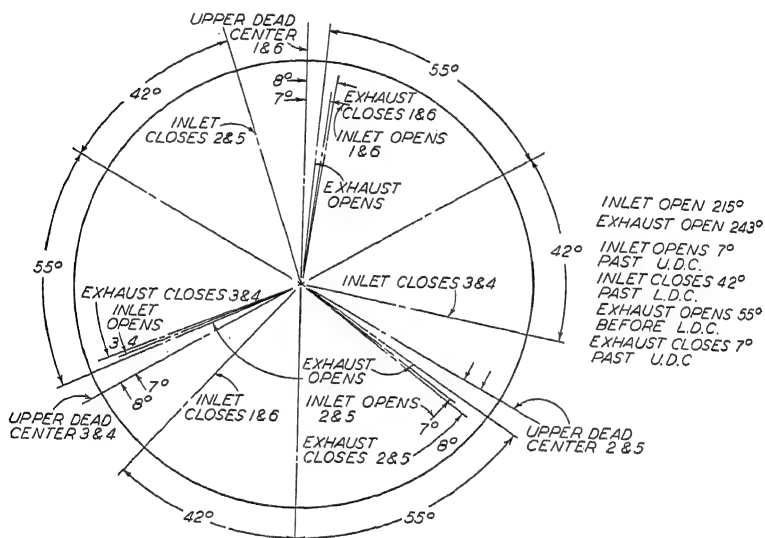 UPPER DEAD
CENTER
1&6
55°
42°
8°
7°
EXHAUST
CLOSES 1&6
INLET OPENS
1&6
INLET
CLOSES 2&5
EXHAUST
OPENS
INLET OPEN 215°
EXHAUST OPEN 243°
INLET OPENS 7°
PAST U.D.C.
INLET CLOSES 42°
PAST L.D.C.
EXHAUST OPENS 55°
BEFORE L.D.C.
EXHAUST CLOSES 7°
PAST U.D.C
42°
55°
INLET CLOSES 3&4
EXHAUST CLOSES 3&4
INLET
OPENS
3 4
7°
8°
UPPER DEAD
CENTER 3&4
INLET
CLOSES 1&6
EXHAUST
OPENS
INLET OPENS
2&5
7°
8°
EXHAUST
CLOSES 2&5
UPPER DEAD
CENTER 2&5
42°
55°